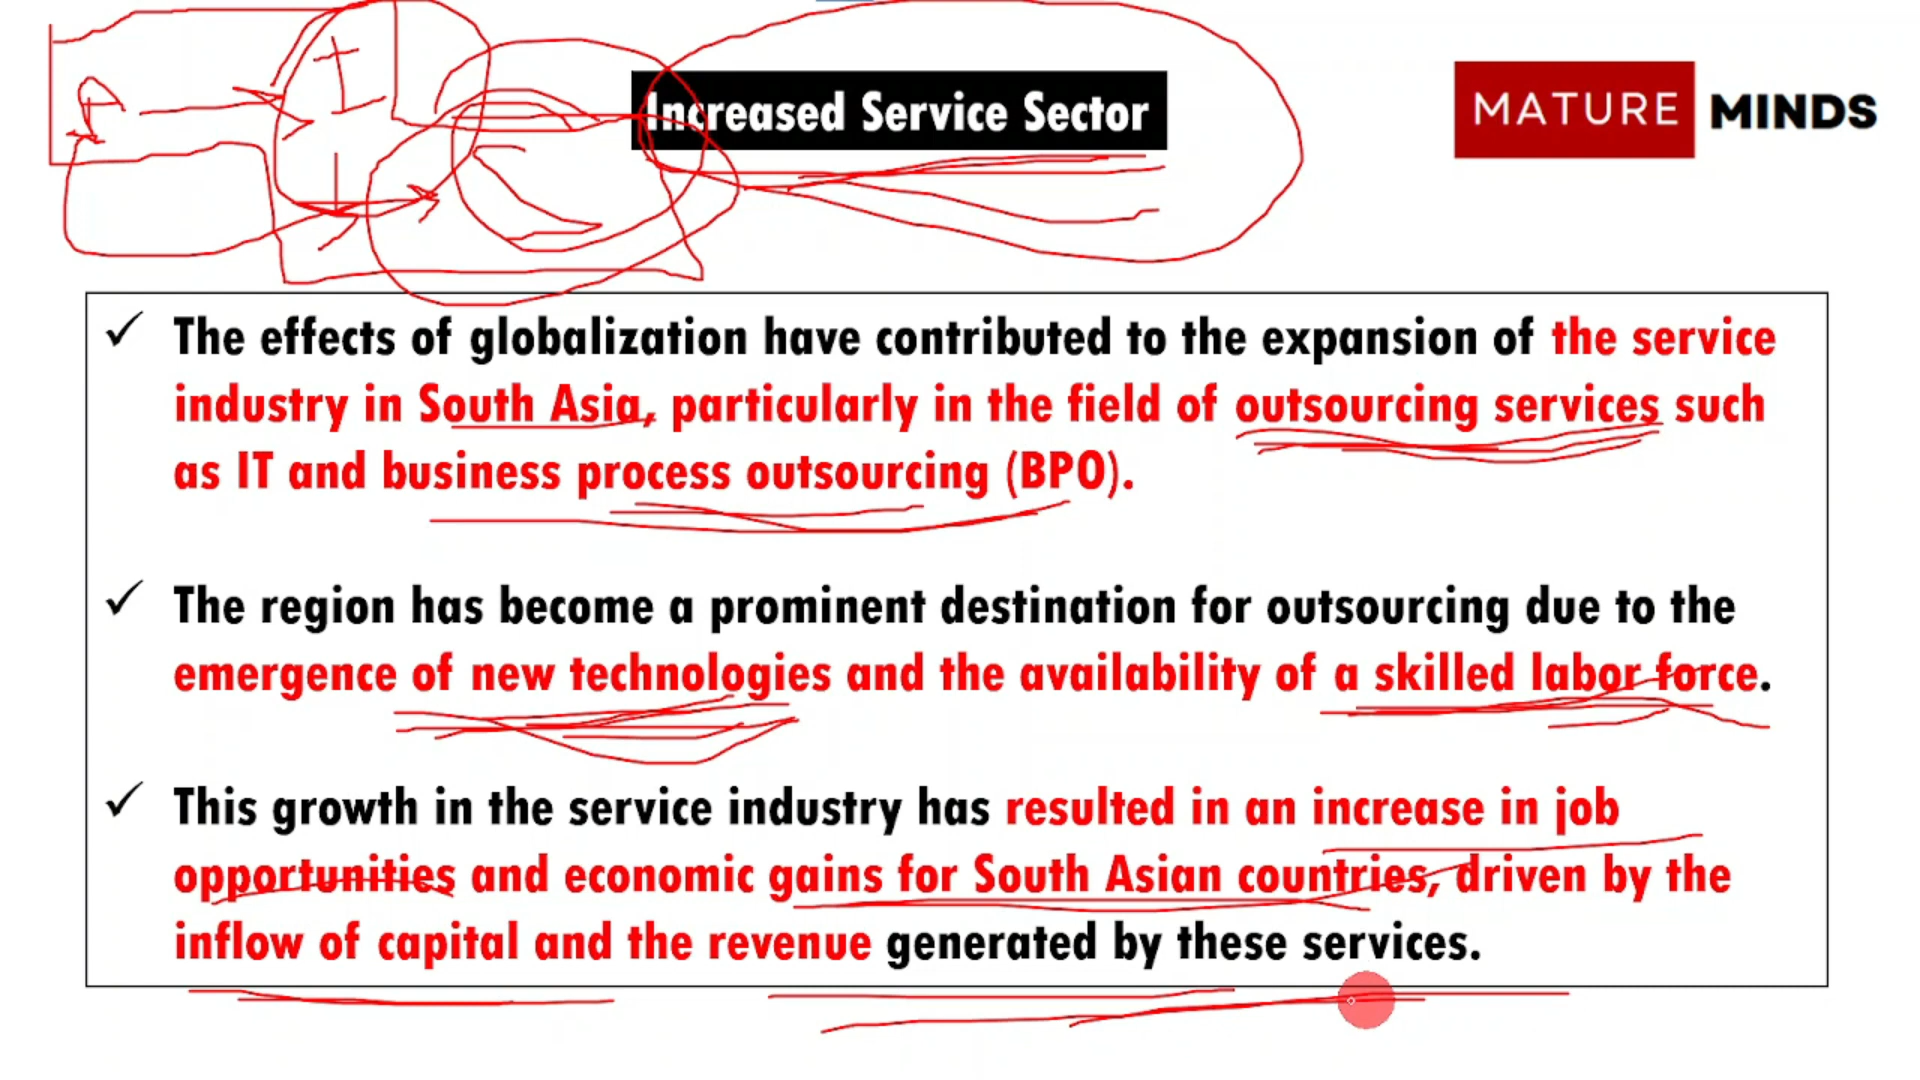 Increased Service Sector
MATURE MINDS
✓ The effects of globalization have contributed to the expansion of the service
industry in South Asia, particularly in the field of outsourcing services such
as IT and business process outsourcing (BPO).
✓ The region has become a prominent destination for outsourcing due to the
emergence of new technologies and the availability of a skilled labor force.
✓ This growth in the service industry has resulted in an increase in job
opportunities and economic gains for South Asian countries, driven by the
inflow of capital and the revenue generated by these services.